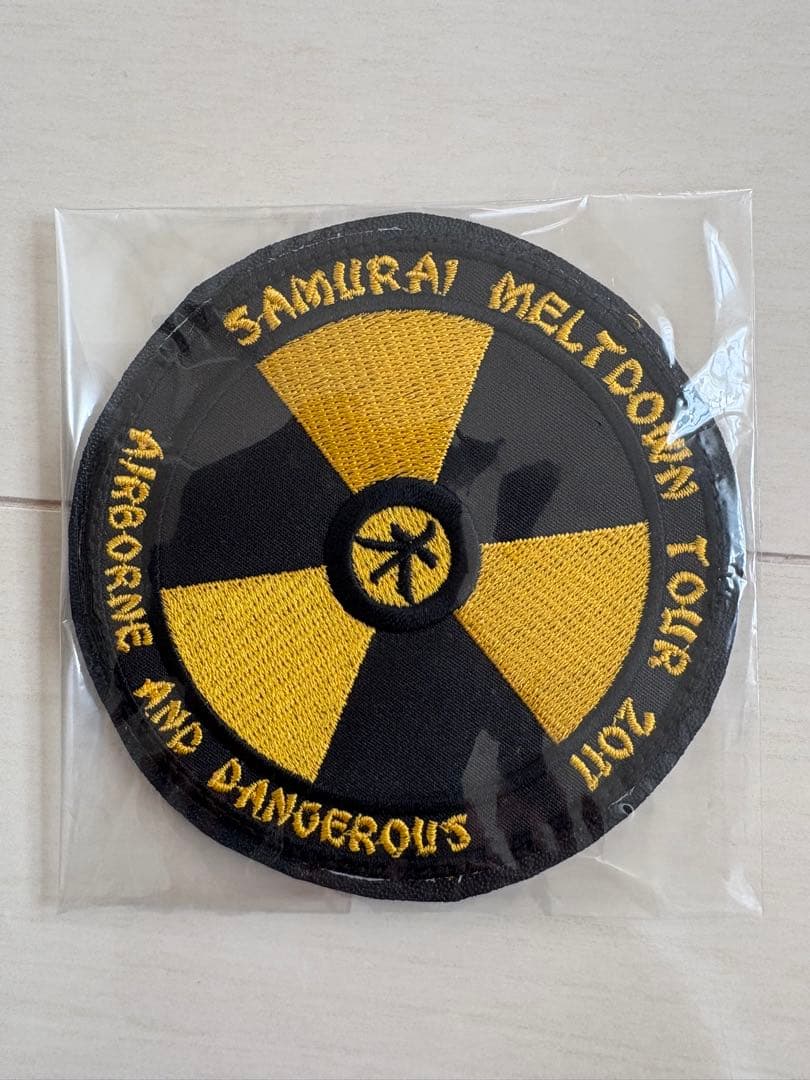 SAMURAI MELTDOWN TOUR 2011
AIRBORNE AND DANGEROUS